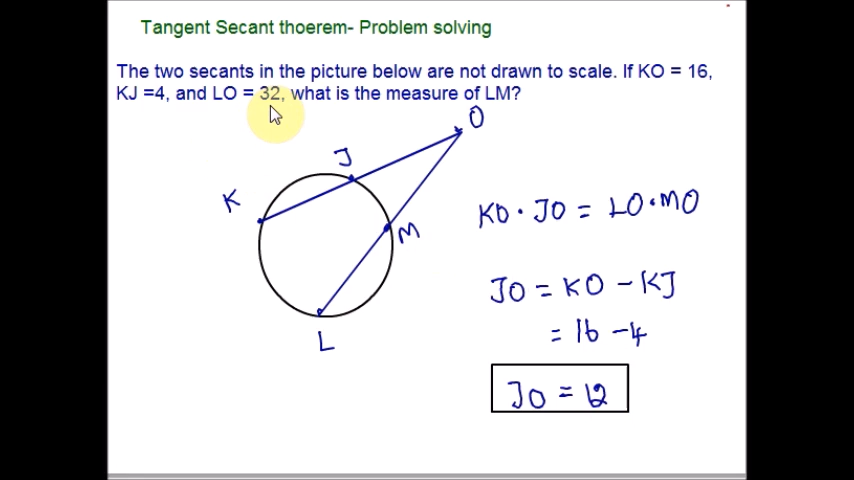 Tangent Secant thoerem- Problem solving
The two secants in the picture below are not drawn to scale. If KO = 16,
KJ =4, and LO = 32, what is the measure of LM?
O
J
K
M
L
KO · JO = LO · MO
JO = KO - KJ
= 16 - 4
JO = 12